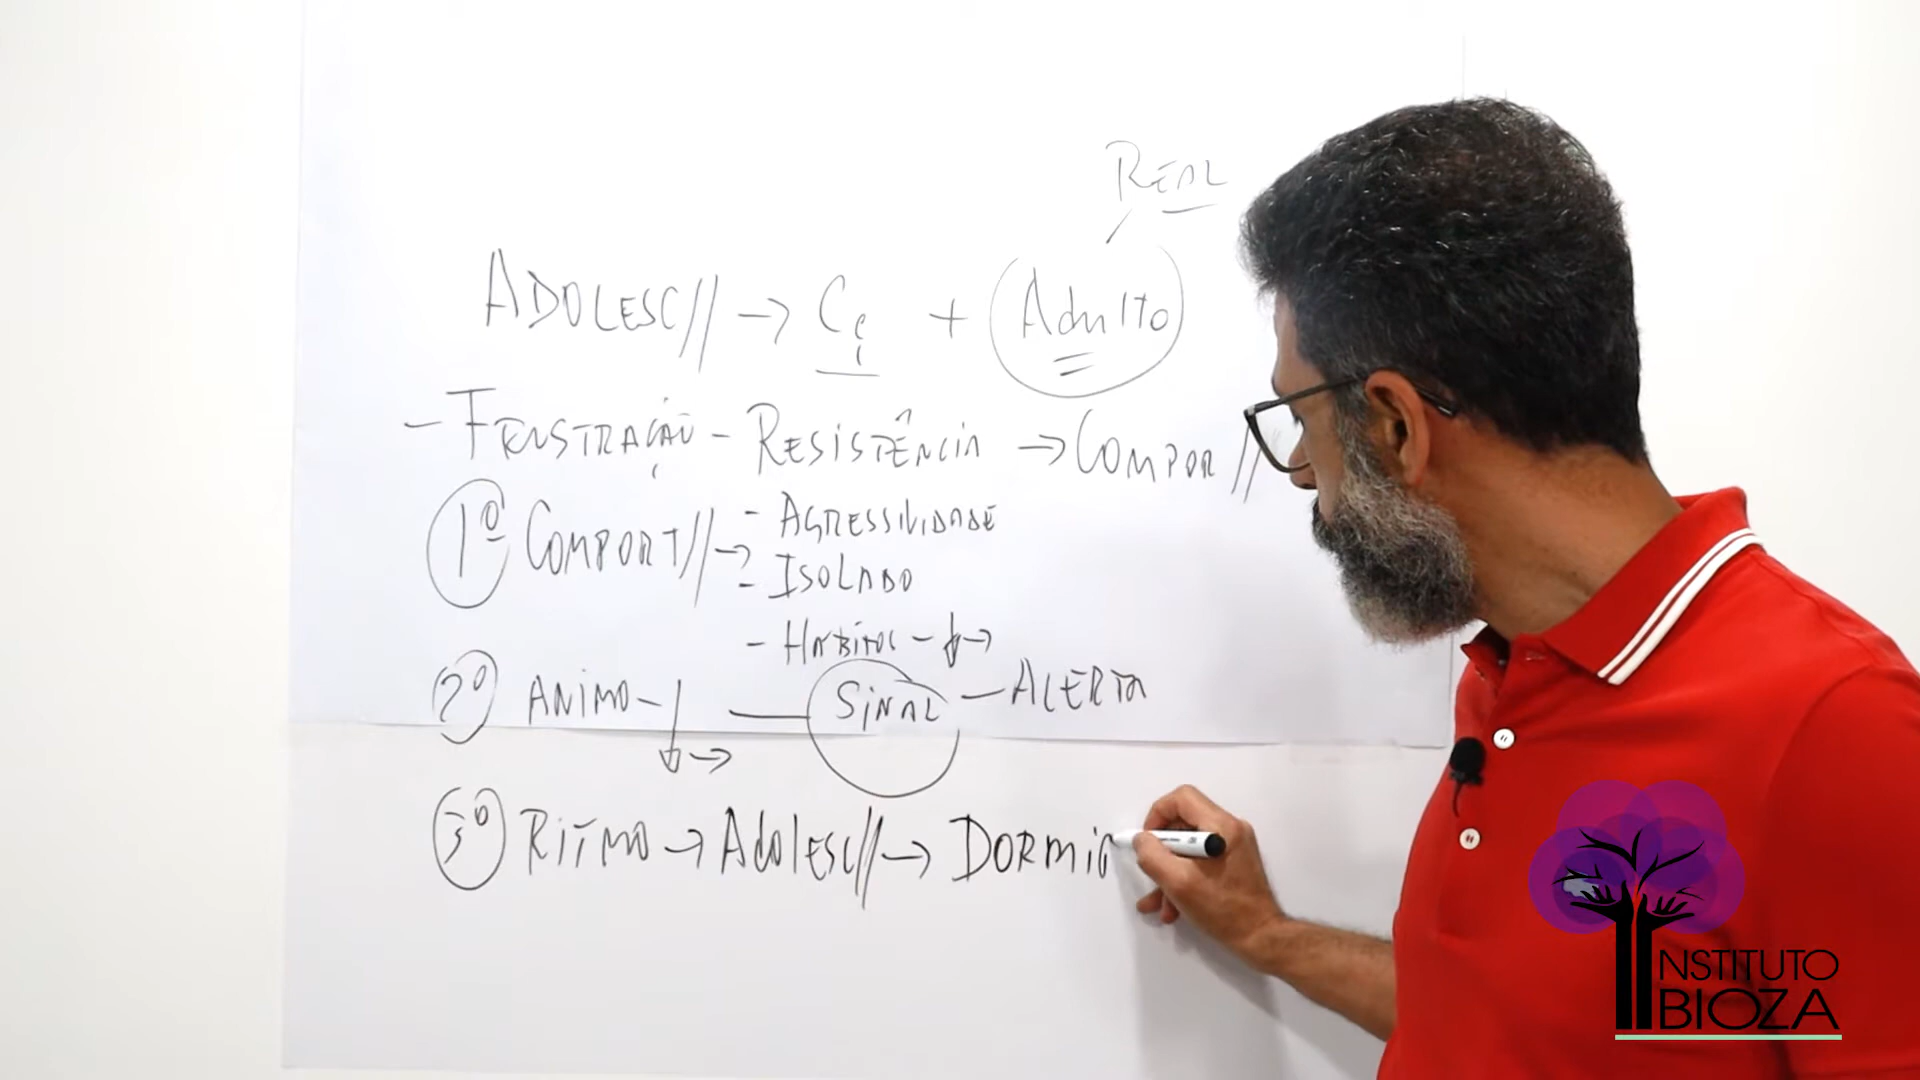 REAL
ADOLESC// → Cç + Adulto
- FRUSTRAÇÃO - RESISTÊNCIA → COMPOR//
1º COMPORT// → - AGRESSIVIDADE
- ISOLADO
- HÁBITOS - ↓→
2º ANIMO - ↓→ — SINAL — ALERTA
3º RITMO → AdolESC// → DORMIR
INSTITUTO
BIOZA